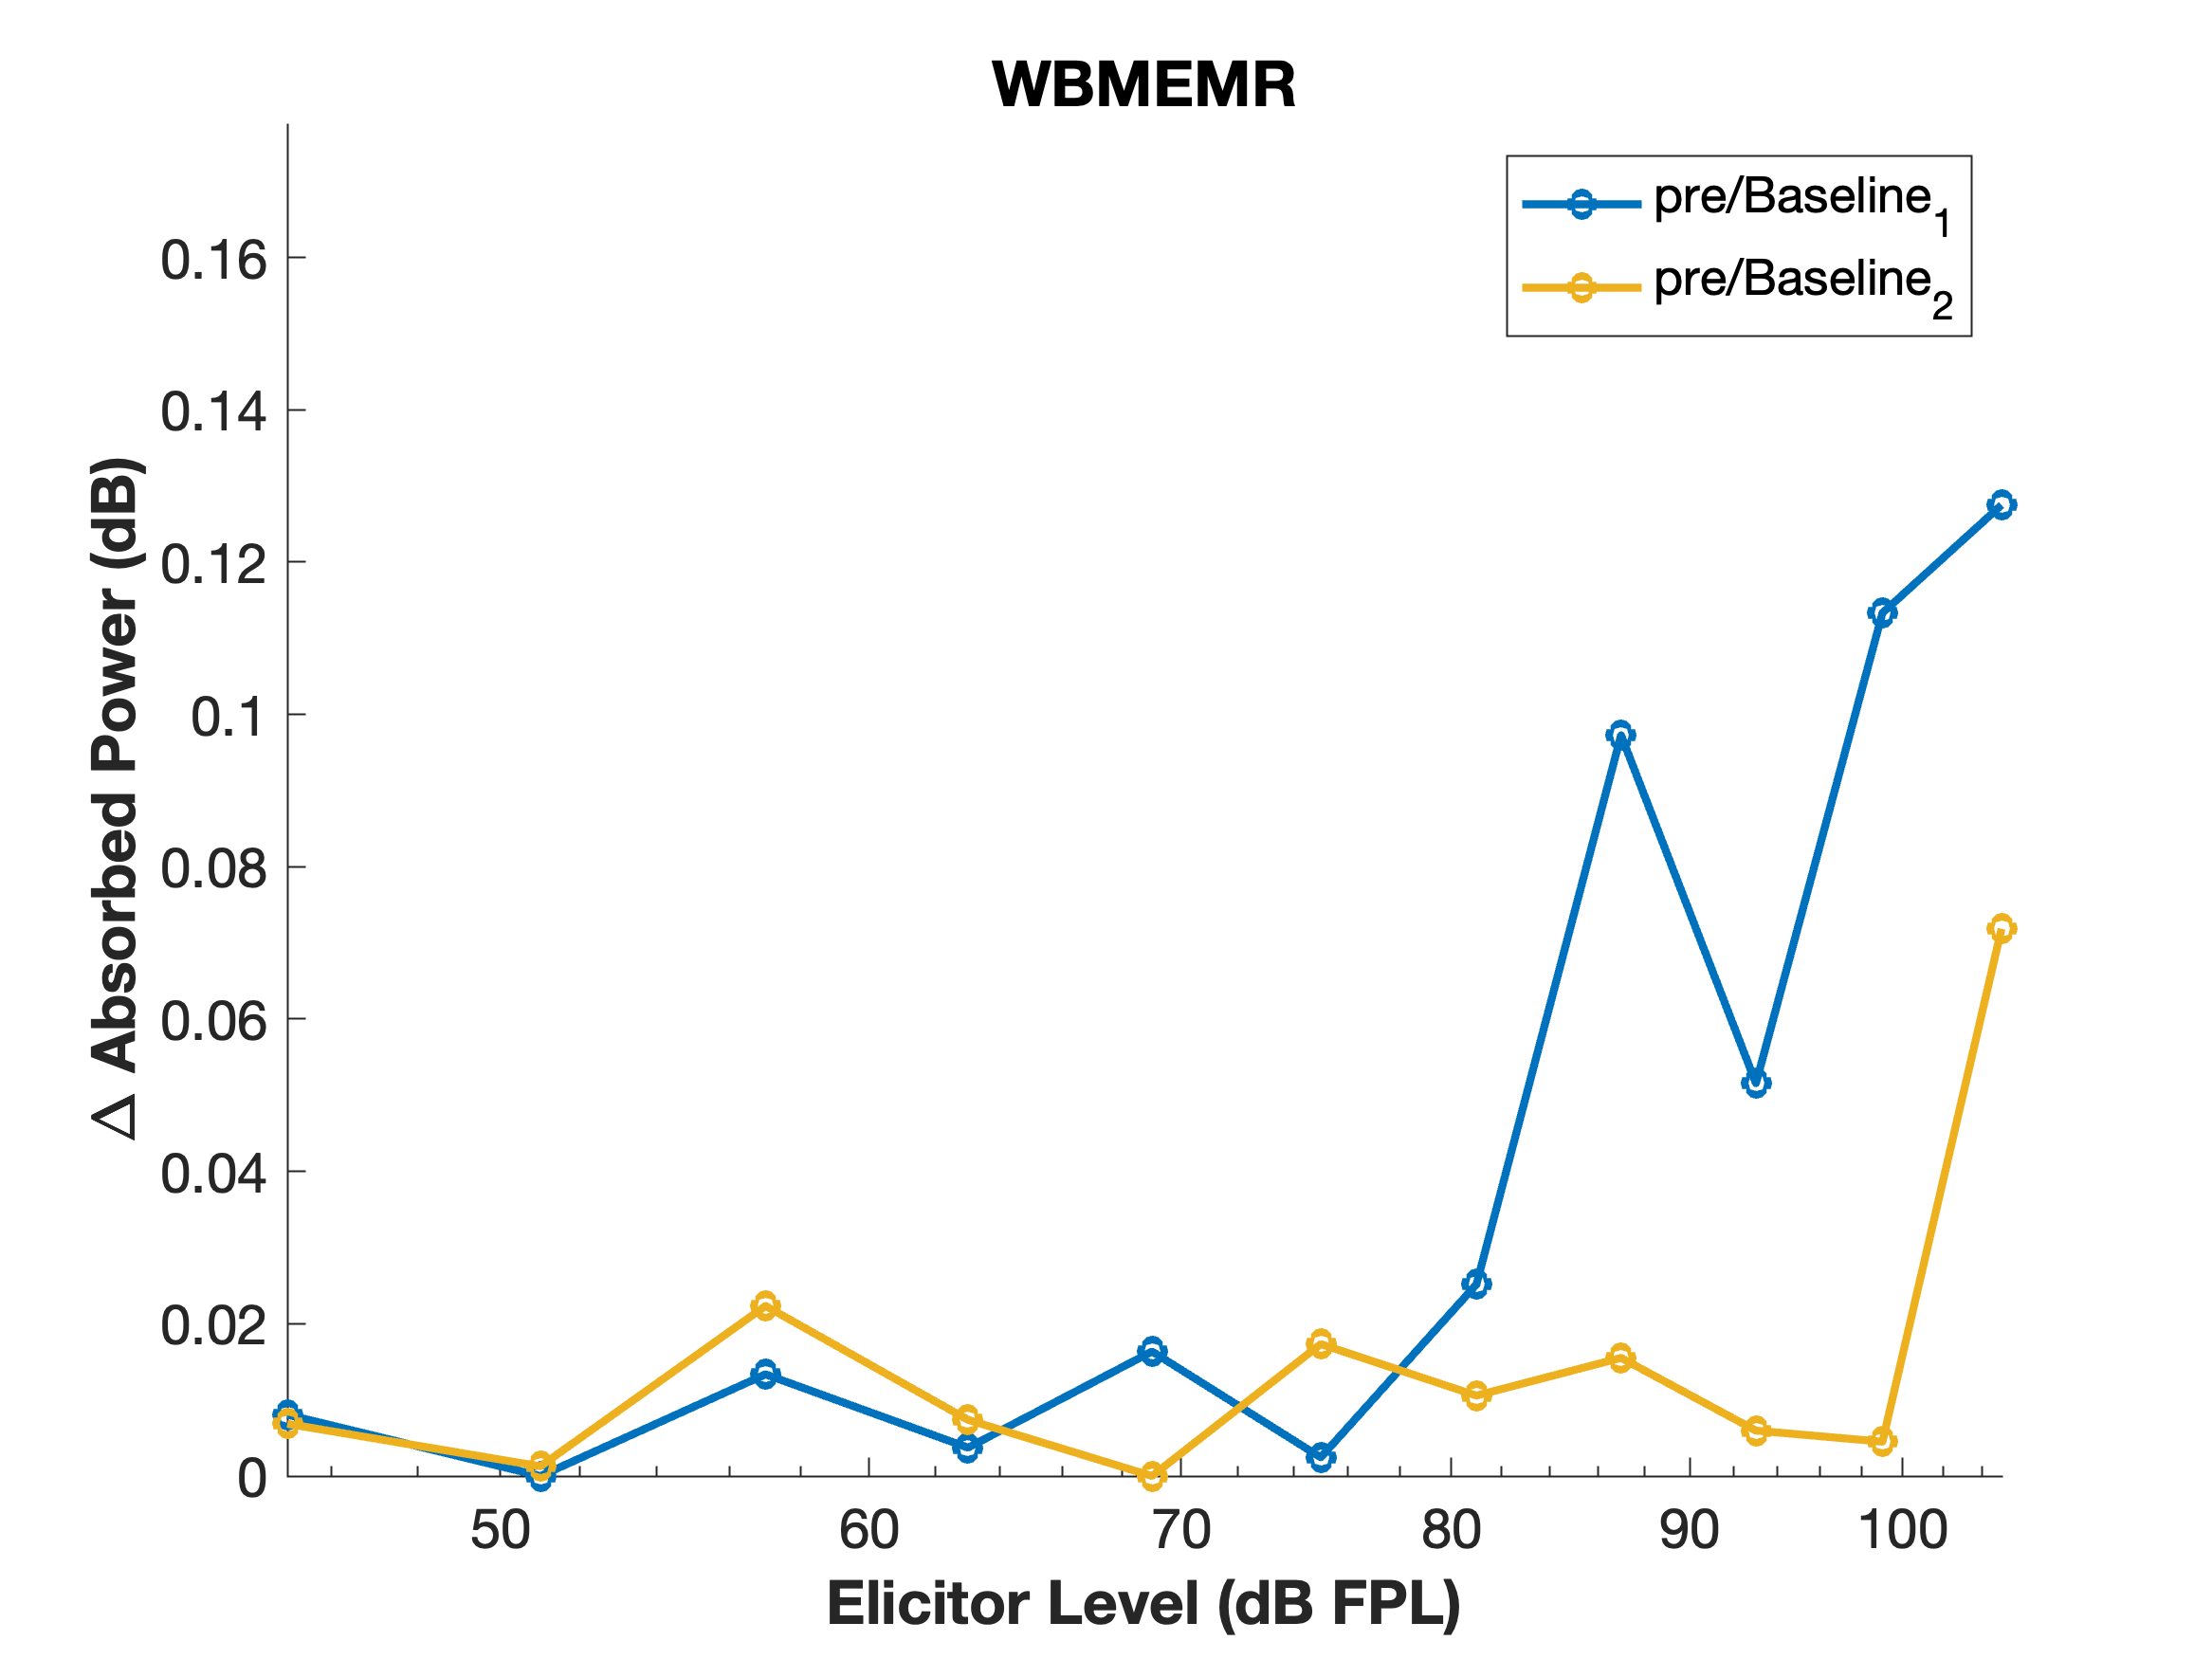 WBMEMR
pre/Baseline₁
pre/Baseline₂
0.16
0.14
0.12
0.1
0.08
0.06
0.04
0.02
0
Δ Absorbed Power (dB)
50 60 70 80 90 100
Elicitor Level (dB FPL)